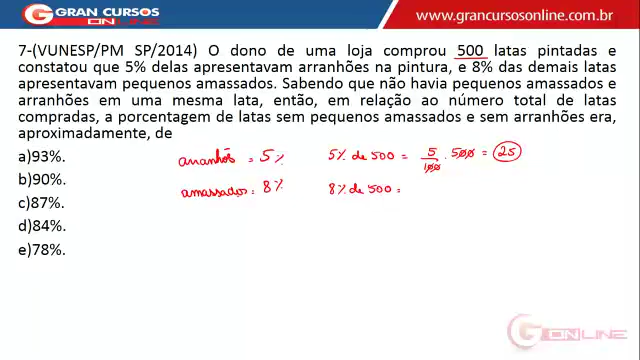 GRAN CURSOS
ONLINE
www.grancursosonline.com.br
7-(VUNESP/PM SP/2014) O dono de uma loja comprou 500 latas pintadas e
constatou que 5% delas apresentavam arranhões na pintura, e 8% das demais latas
apresentavam pequenos amassados. Sabendo que não havia pequenos amassados e
arranhões em uma mesma lata, então, em relação ao número total de latas
compradas, a porcentagem de latas sem pequenos amassados e sem arranhões era,
aproximadamente, de
a)93%.
arranhões = 5% 5% de 500 = 5/100 . 500 = 25
b)90%.
amassados = 8% 8% de 500 =
c)87%.
d)84%.
e)78%.
G ONLINE